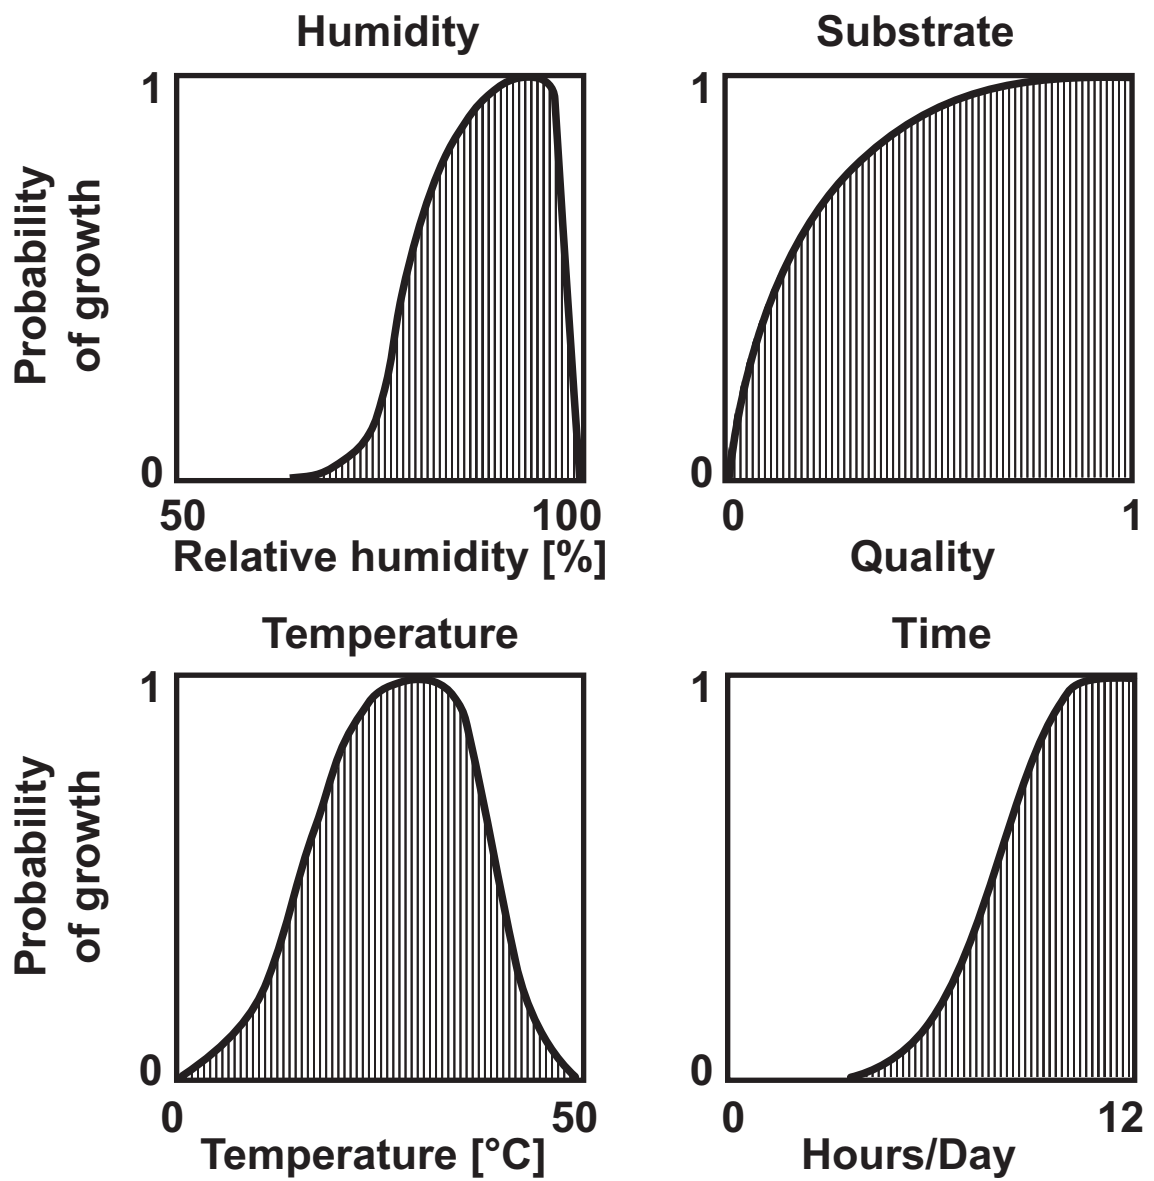 Humidity
Substrate
Probability
of growth
1
0
50
100
Relative humidity [%]
1
0
0
1
Quality
Temperature
Time
Probability
of growth
1
0
0
50
Temperature [°C]
1
0
0
12
Hours/Day